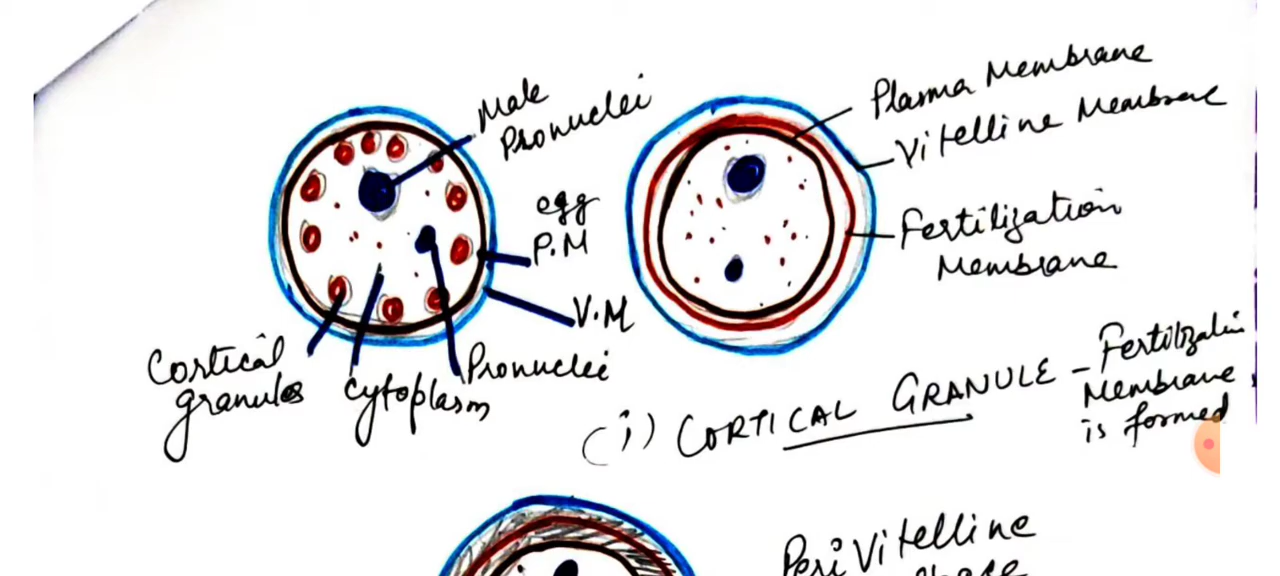 Male
Pronuclei
egg
P.M
V.M
Cortical
granules
Cytoplasm
Pronuclei
Plasma Membrane
Vitelline Membrane
Fertilization
Membrane
(i) CORTICAL GRANULE -
Membrane
is formed
Peri Vitelline